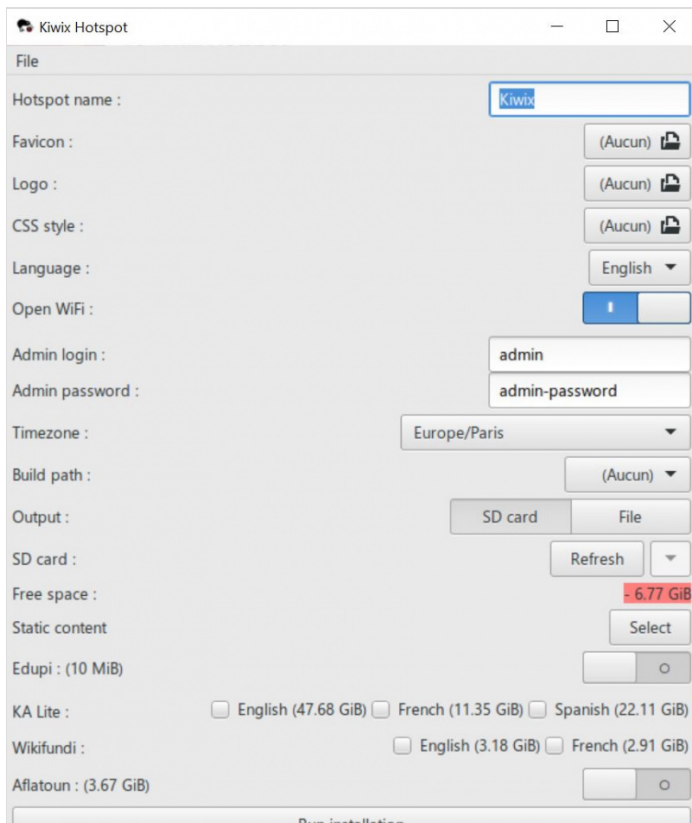 Kiwix Hotspot
File
Hotspot name : Kiwix
Favicon : (Aucun)
Logo : (Aucun)
CSS style : (Aucun)
Language : English
Open WiFi :
Admin login : admin
Admin password : admin-password
Timezone : Europe/Paris
Build path : (Aucun)
Output : SD card File
SD card : Refresh
Free space : - 6.77 GiB
Static content Select
Edupi : (10 MiB)
KA Lite : English (47.68 GiB) French (11.35 GiB) Spanish (22.11 GiB)
Wikifundi : English (3.18 GiB) French (2.91 GiB)
Aflatoun : (3.67 GiB)
Run installation